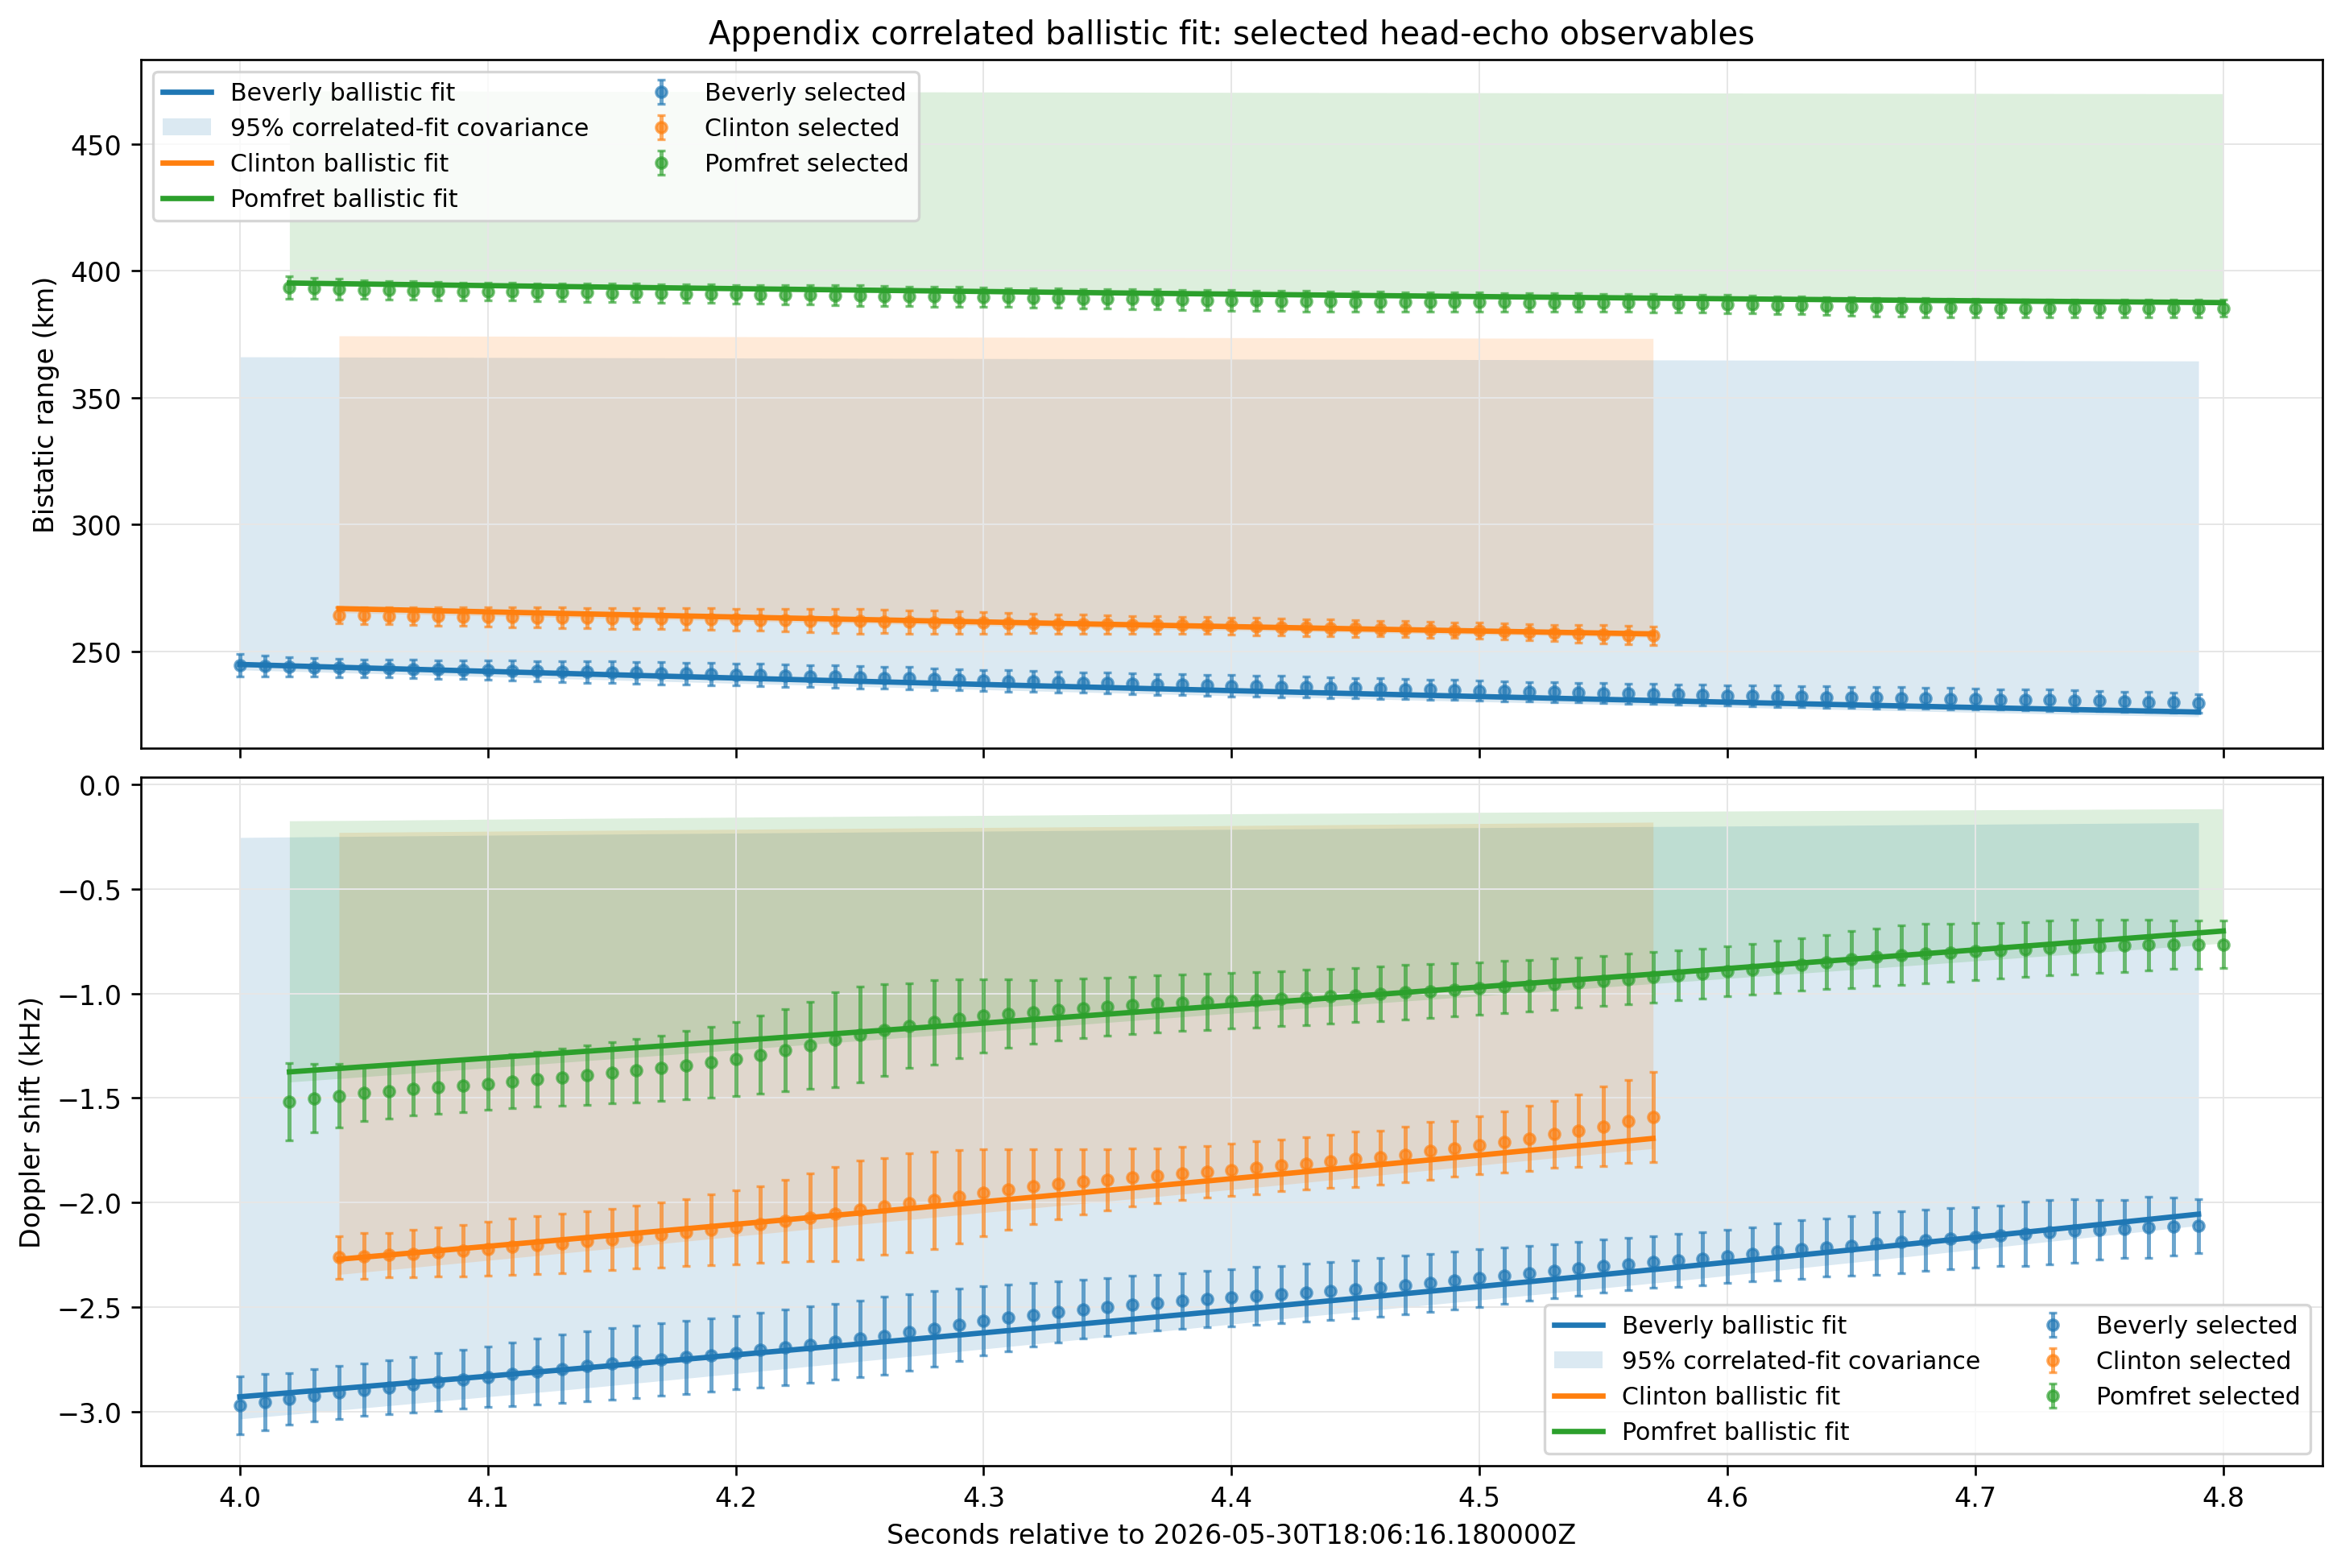 Appendix correlated ballistic fit: selected head-echo observables
Beverly ballistic fit
95% correlated-fit covariance
Clinton ballistic fit
Pomfret ballistic fit
Beverly selected
Clinton selected
Pomfret selected
Bistatic range (km)
450
400
350
300
250
Doppler shift (kHz)
0.0
−0.5
−1.0
−1.5
−2.0
−2.5
−3.0
Beverly ballistic fit
95% correlated-fit covariance
Clinton ballistic fit
Pomfret ballistic fit
Beverly selected
Clinton selected
Pomfret selected
4.0 4.1 4.2 4.3 4.4 4.5 4.6 4.7 4.8
Seconds relative to 2026-05-30T18:06:16.180000Z